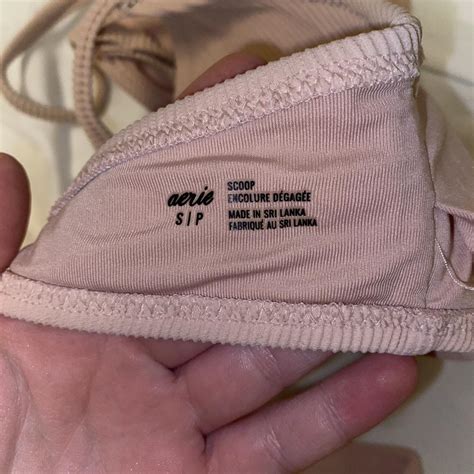 aerie
S|P
SCOOP
ENCOLURE DÉGAGÉE
MADE IN SRI LANKA
FABRIQUÉ AU SRI LANKA